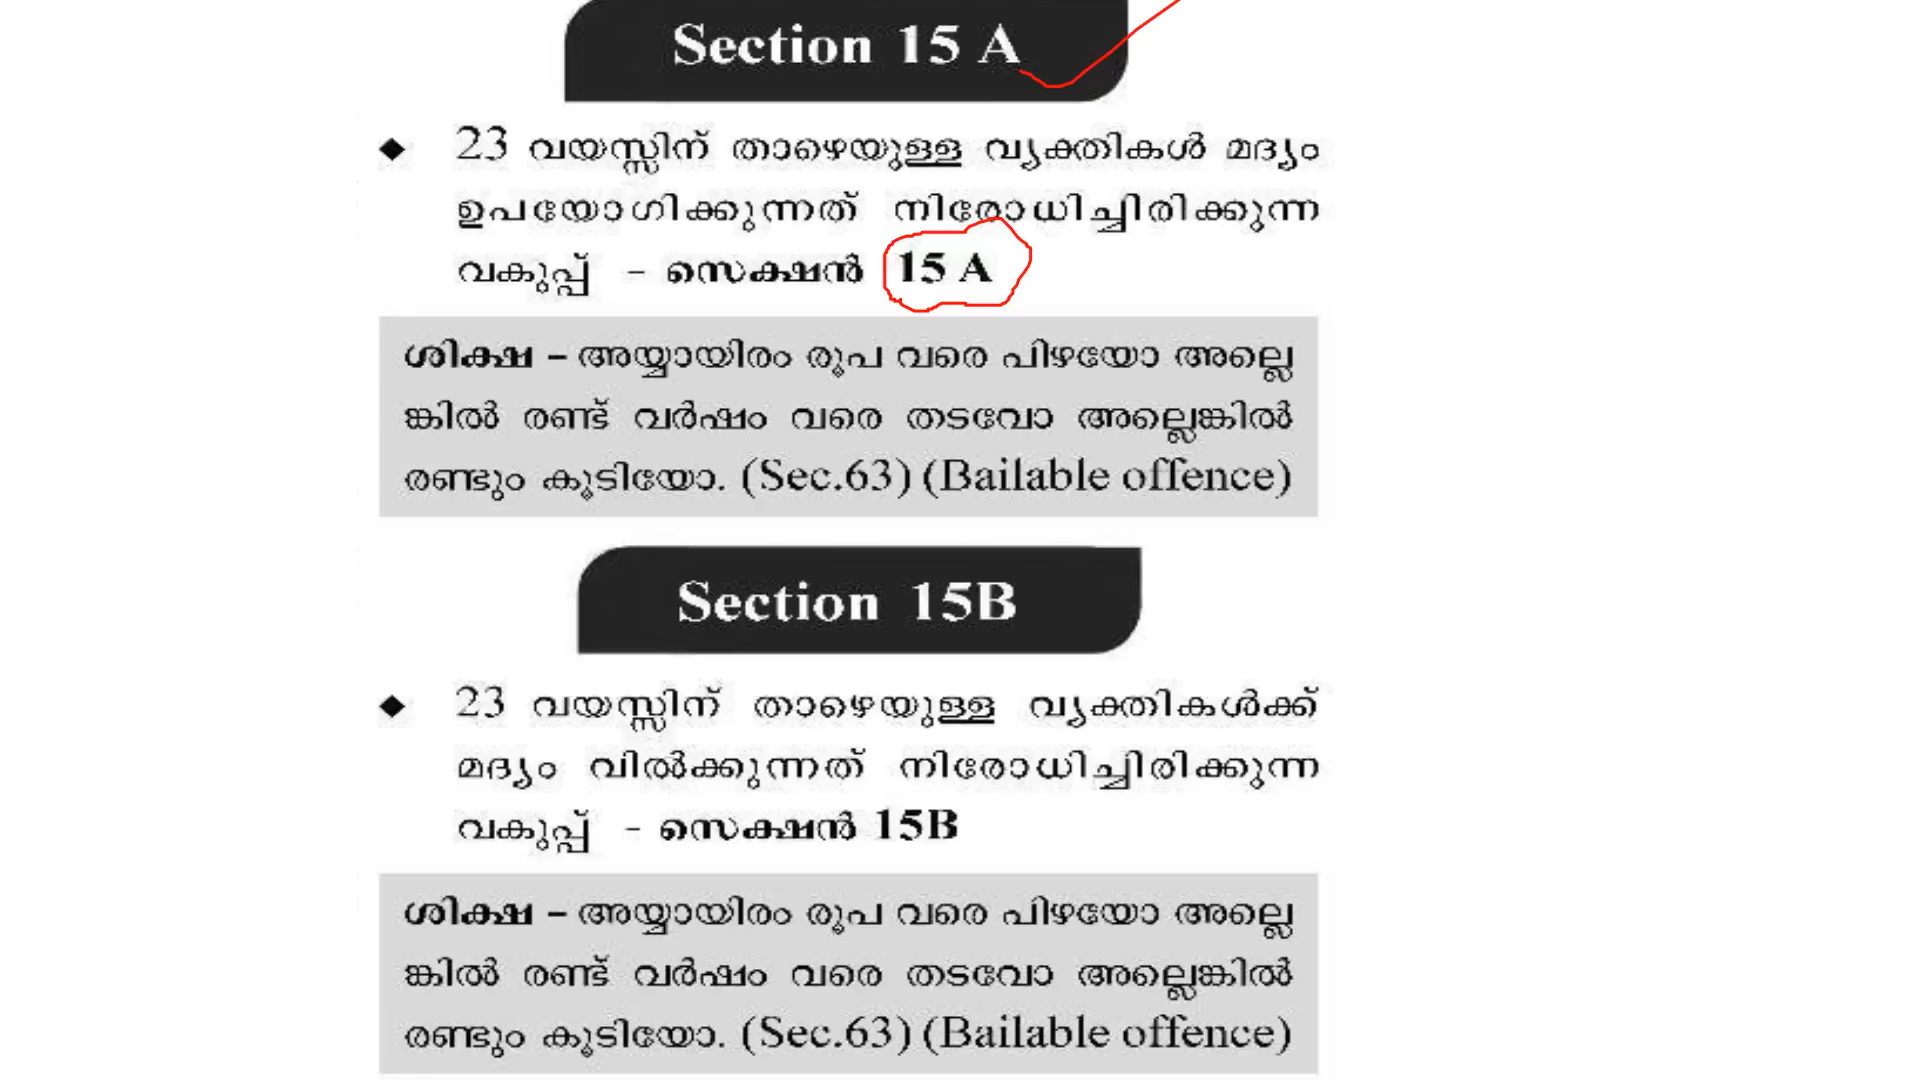 Section 15 A
◆ 23 വയസ്സിന് താഴെയുള്ള വ്യക്തികൾ മദ്യം
ഉപയോഗിക്കുന്നത് നിരോധിച്ചിരിക്കുന്ന
വകുപ്പ് - സെക്ഷൻ 15 A
ശിക്ഷ – അയ്യായിരം രൂപ വരെ പിഴയോ അല്ലെ
ങ്കിൽ രണ്ട് വർഷം വരെ തടവോ അല്ലെങ്കിൽ
രണ്ടും കൂടിയോ. (Sec.63) (Bailable offence)
Section 15B
◆ 23 വയസ്സിന് താഴെയുള്ള വ്യക്തികൾക്ക്
മദ്യം വിൽക്കുന്നത് നിരോധിച്ചിരിക്കുന്ന
വകുപ്പ് - സെക്ഷൻ 15B
ശിക്ഷ – അയ്യായിരം രൂപ വരെ പിഴയോ അല്ലെ
ങ്കിൽ രണ്ട് വർഷം വരെ തടവോ അല്ലെങ്കിൽ
രണ്ടും കൂടിയോ. (Sec.63) (Bailable offence)